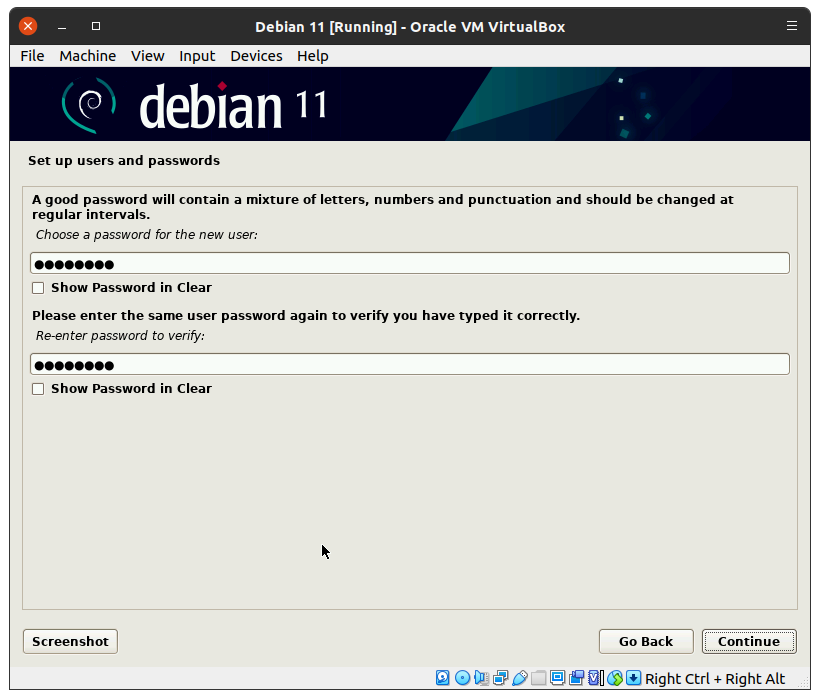 Debian 11 [Running] - Oracle VM VirtualBox
File Machine View Input Devices Help
debian 11
Set up users and passwords
A good password will contain a mixture of letters, numbers and punctuation and should be changed at
regular intervals.
Choose a password for the new user:
●●●●●●●●
Show Password in Clear
Please enter the same user password again to verify you have typed it correctly.
Re-enter password to verify:
●●●●●●●●
Show Password in Clear
Screenshot Go Back Continue
Right Ctrl + Right Alt